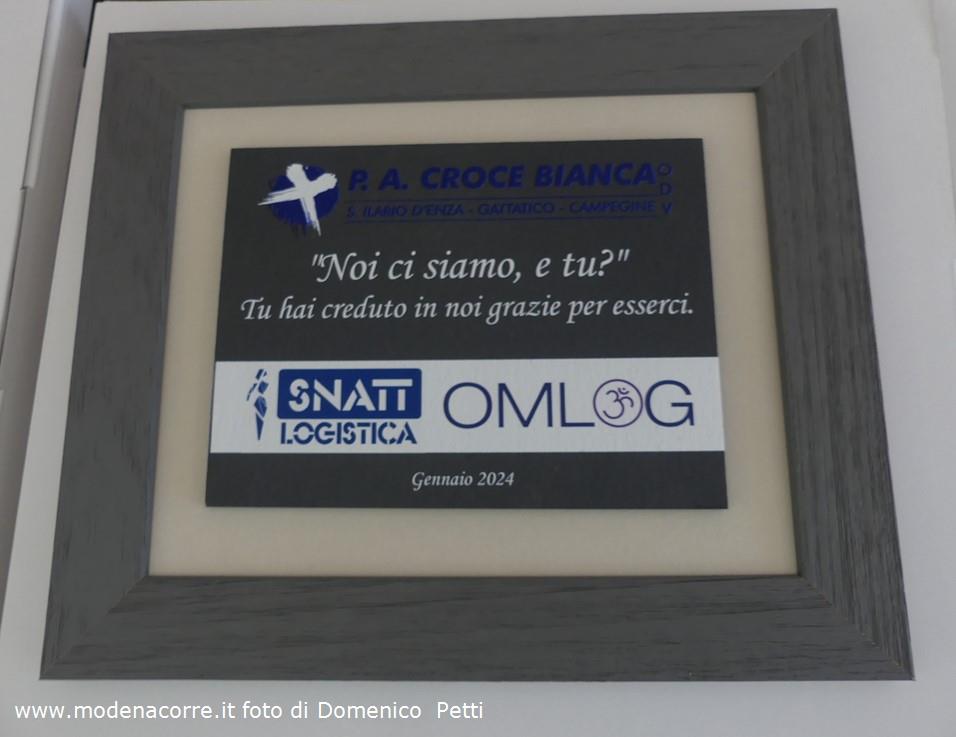 P. A. CROCE BIANCA ODV
S. ILARIO D'ENZA - GATTATICO - CAMPEGINE
"Noi ci siamo, e tu?"
Tu hai creduto in noi grazie per esserci.
SNATT
LOGISTICA
OMLOG
Gennaio 2024
www.modenacorre.it foto di Domenico Petti